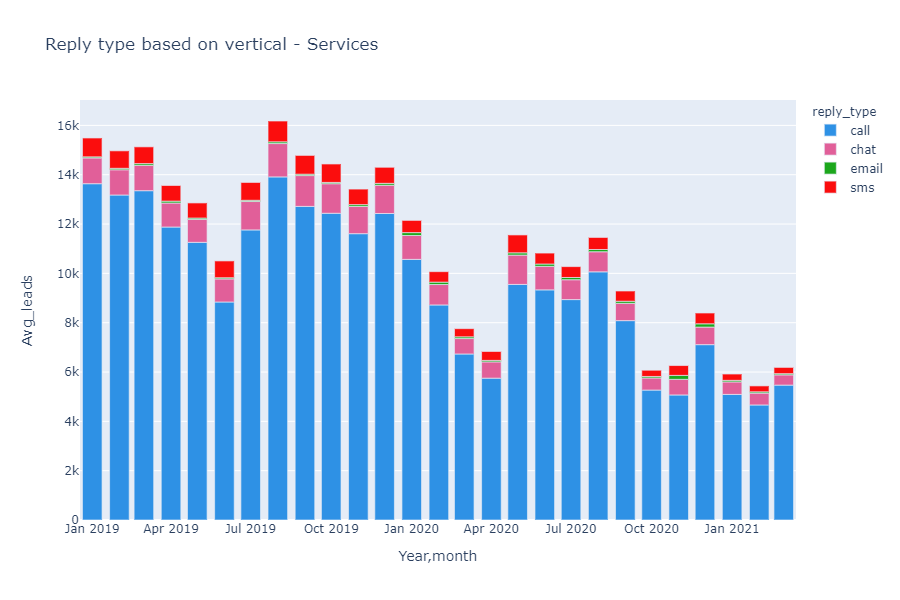 Reply type based on vertical - Services
reply_type
call
chat
email
sms
Avg_leads
16k
14k
12k
10k
8k
6k
4k
2k
0
Jan 2019 Apr 2019 Jul 2019 Oct 2019 Jan 2020 Apr 2020 Jul 2020 Oct 2020 Jan 2021
Year,month